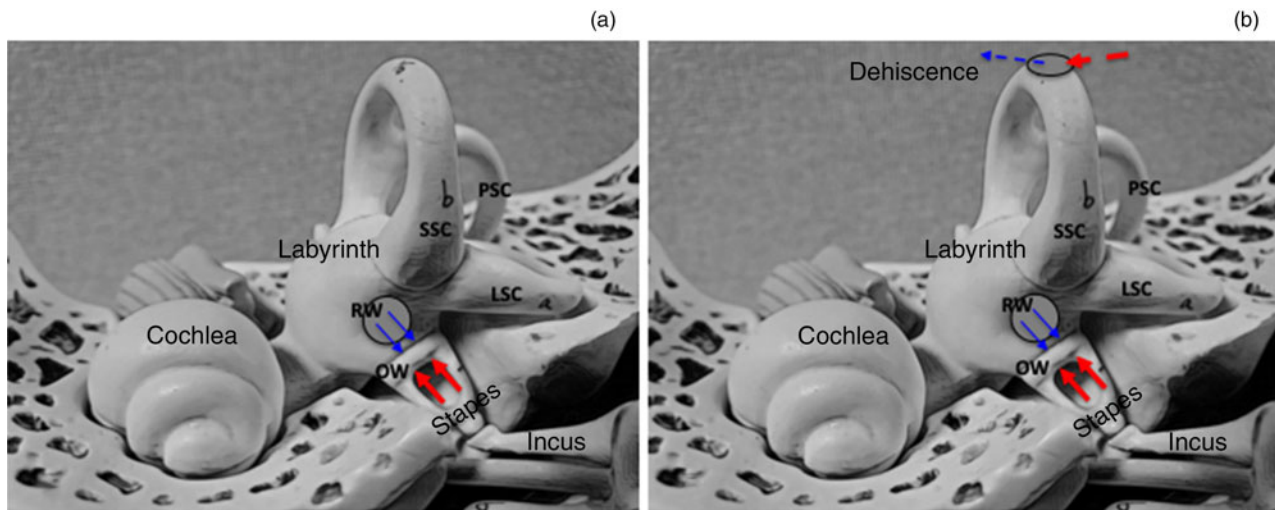 (a)
PSC
b
SSC
Labyrinth
LSC
a
RW
Cochlea
OW
Stapes
Incus
(b)
Dehiscence
PSC
b
SSC
Labyrinth
LSC
a
RW
Cochlea
OW
Stapes
Incus